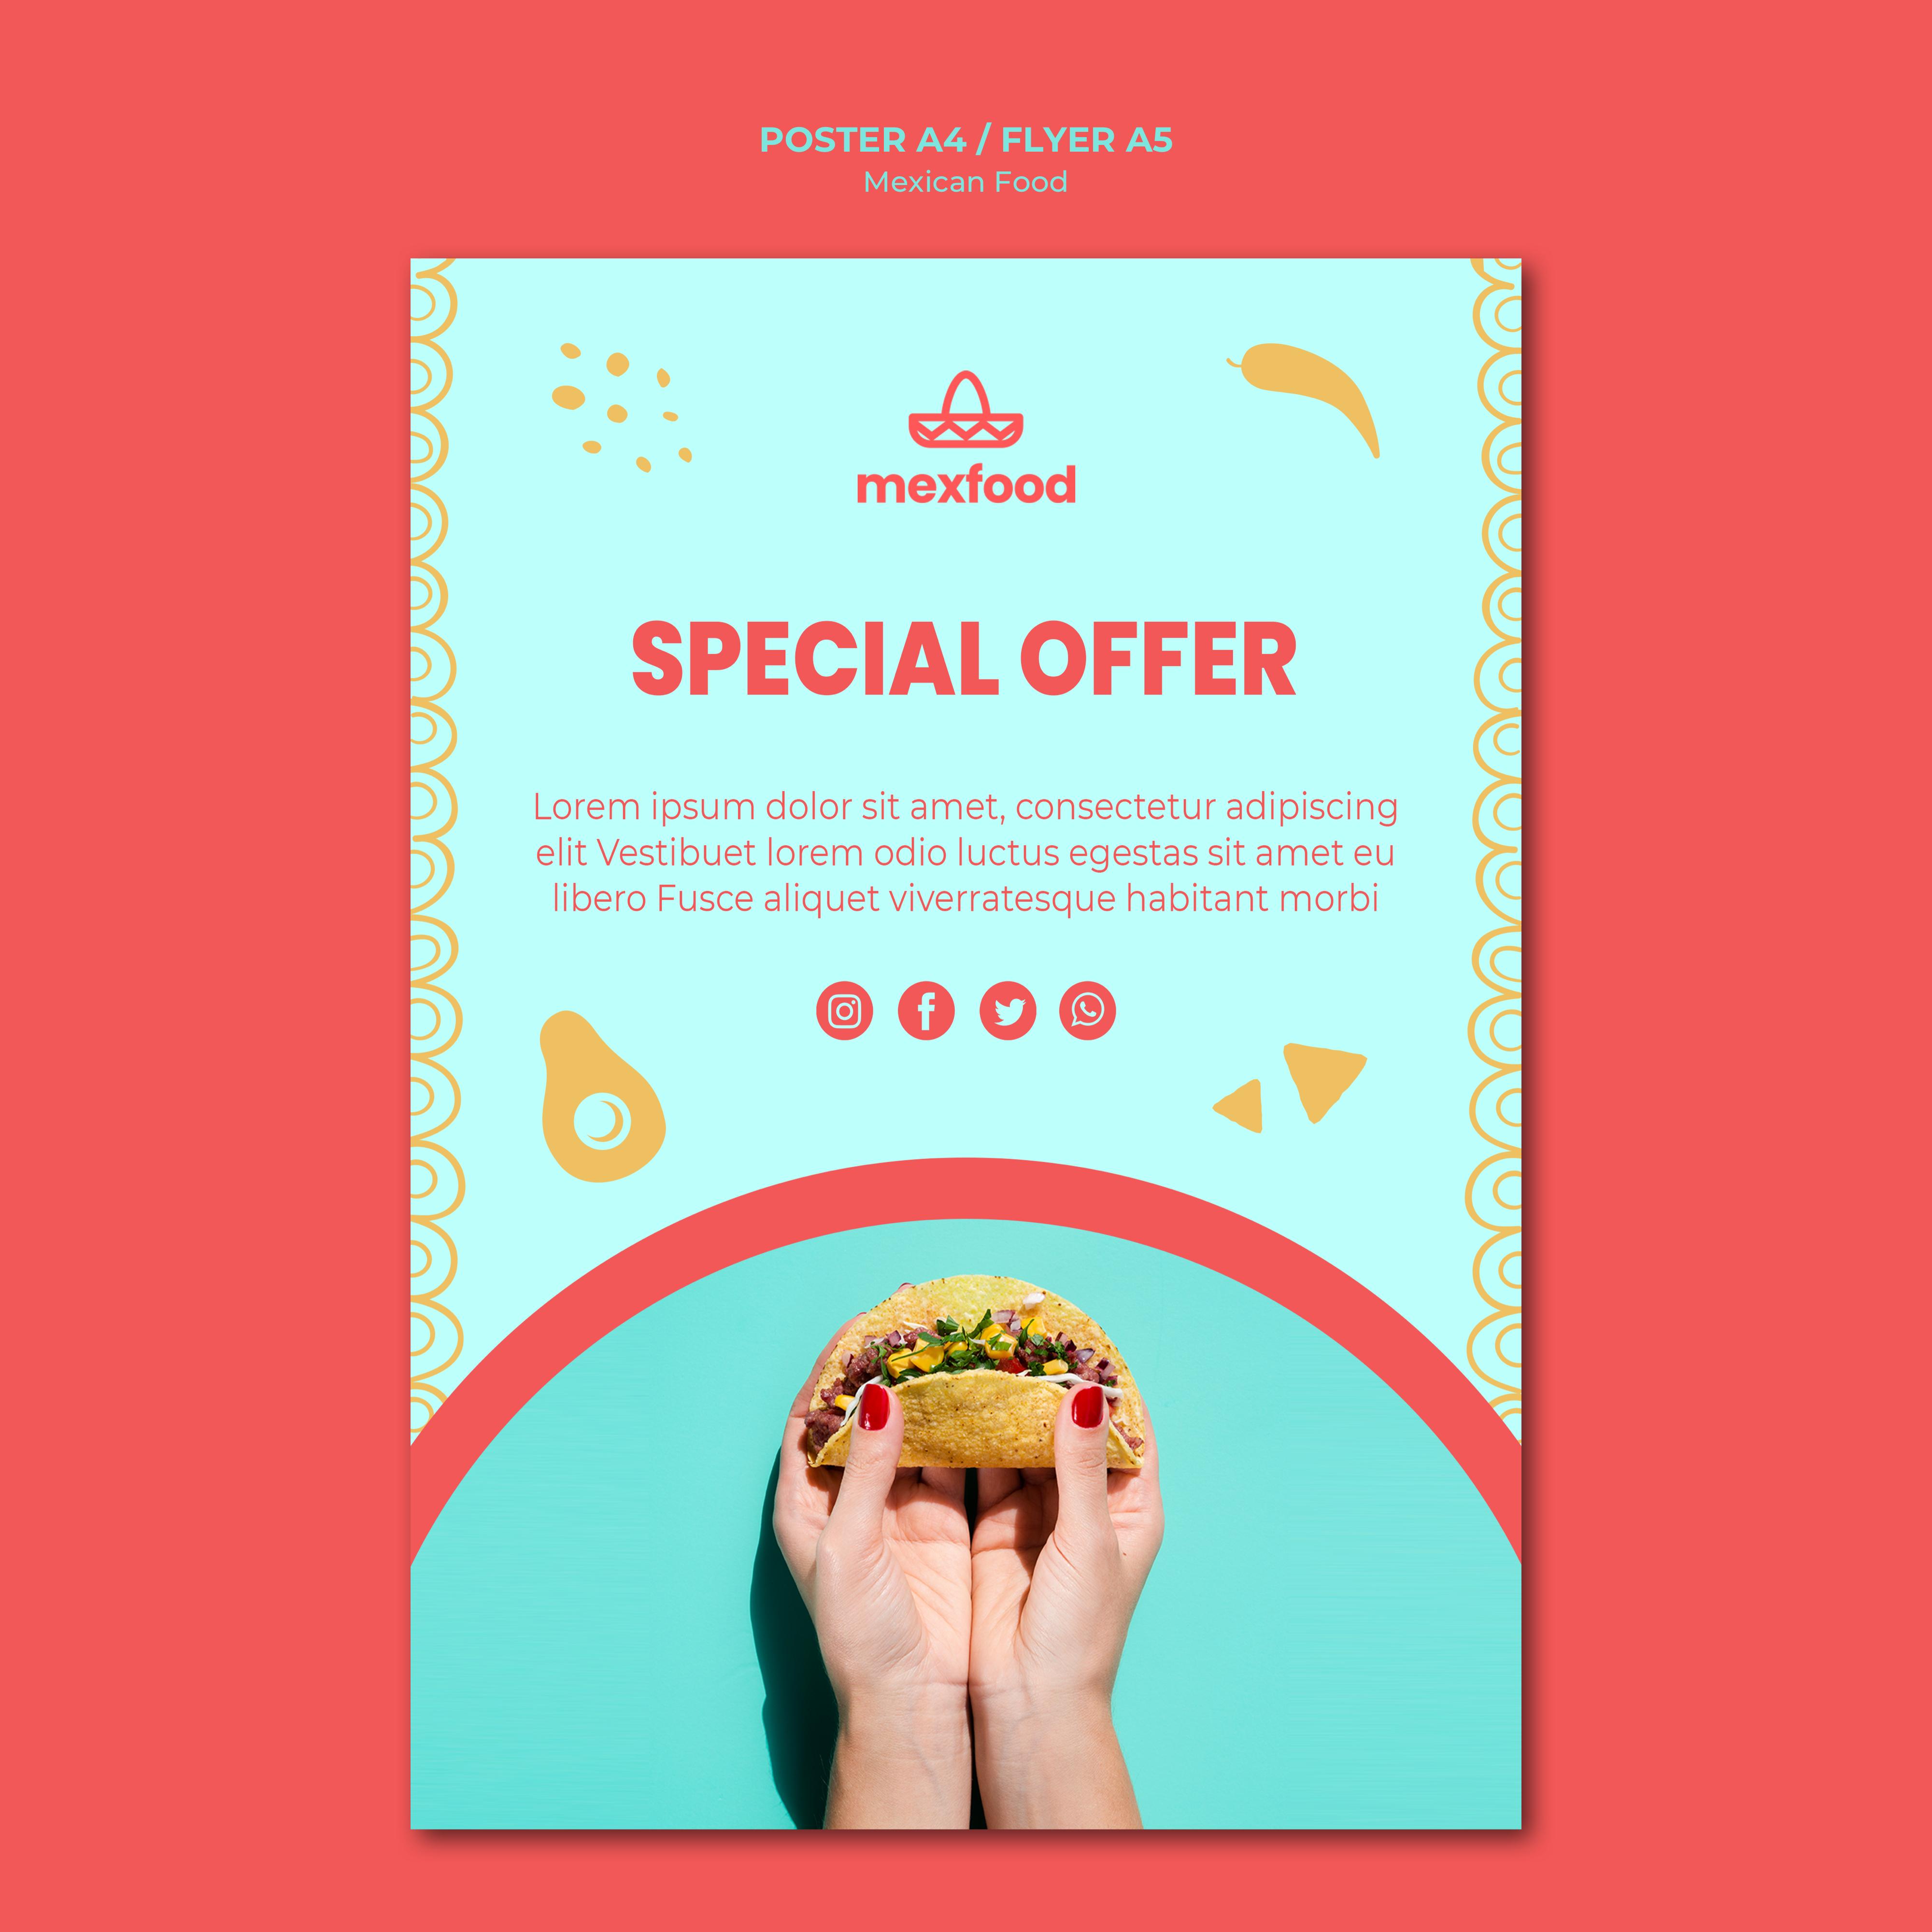 POSTER A4 / FLYER A5
Mexican Food
mexfood
SPECIAL OFFER
Lorem ipsum dolor sit amet, consectetur adipiscing
elit Vestibuet lorem odio luctus egestas sit amet eu
libero Fusce aliquet viverratesque habitant morbi